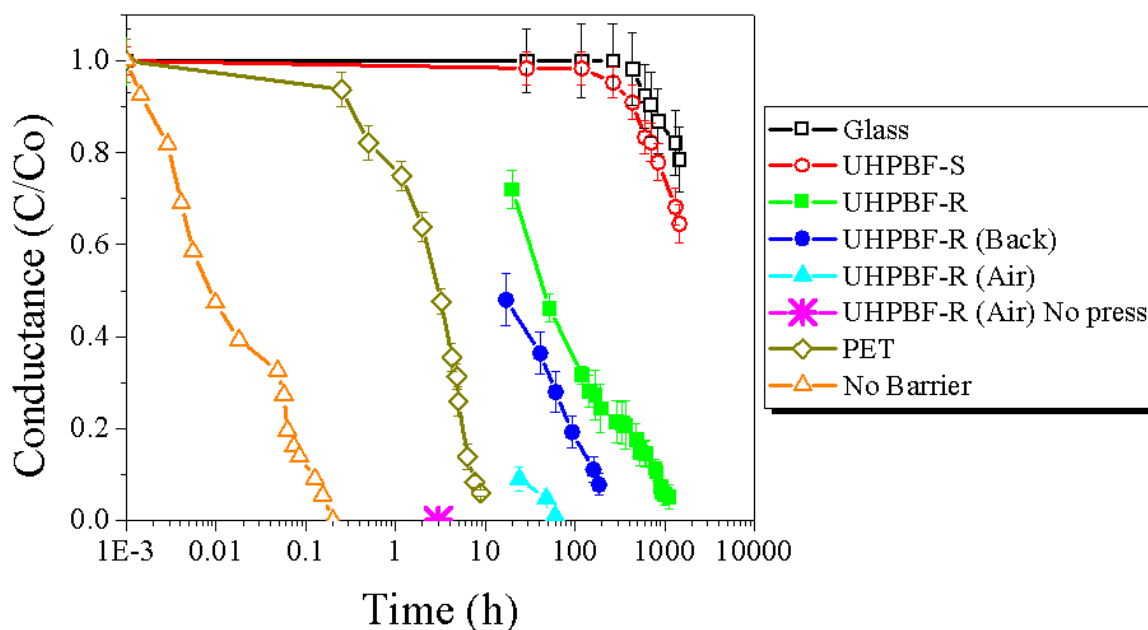 Conductance (C/Co)
1.0
0.8
0.6
0.4
0.2
0.0
1E-3 0.01 0.1 1 10 100 1000 10000
Time (h)
Glass
UHPBF-S
UHPBF-R
UHPBF-R (Back)
UHPBF-R (Air)
UHPBF-R (Air) No press
PET
No Barrier